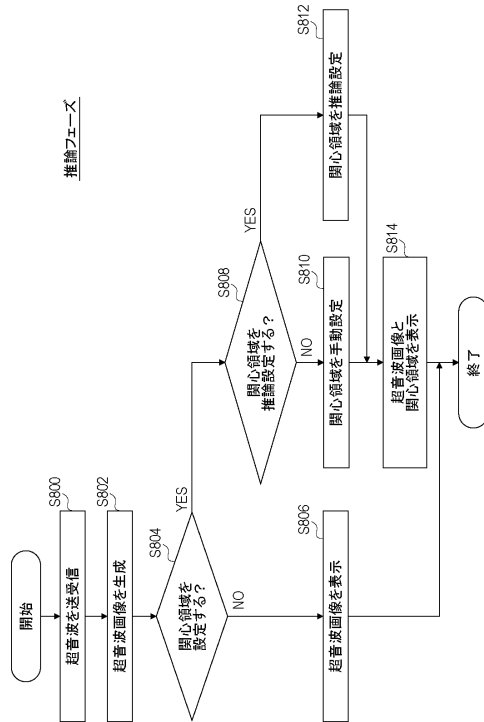 推論フェーズ
開始
S800
超音波を送受信
S802
超音波画像を生成
S804
関心領域を
設定する?
YES
NO
S806
超音波画像を表示
S808
関心領域を
推論設定する?
YES
NO
S810
関心領域を手動設定
S812
関心領域を推論設定
S814
超音波画像と
関心領域を表示
終了